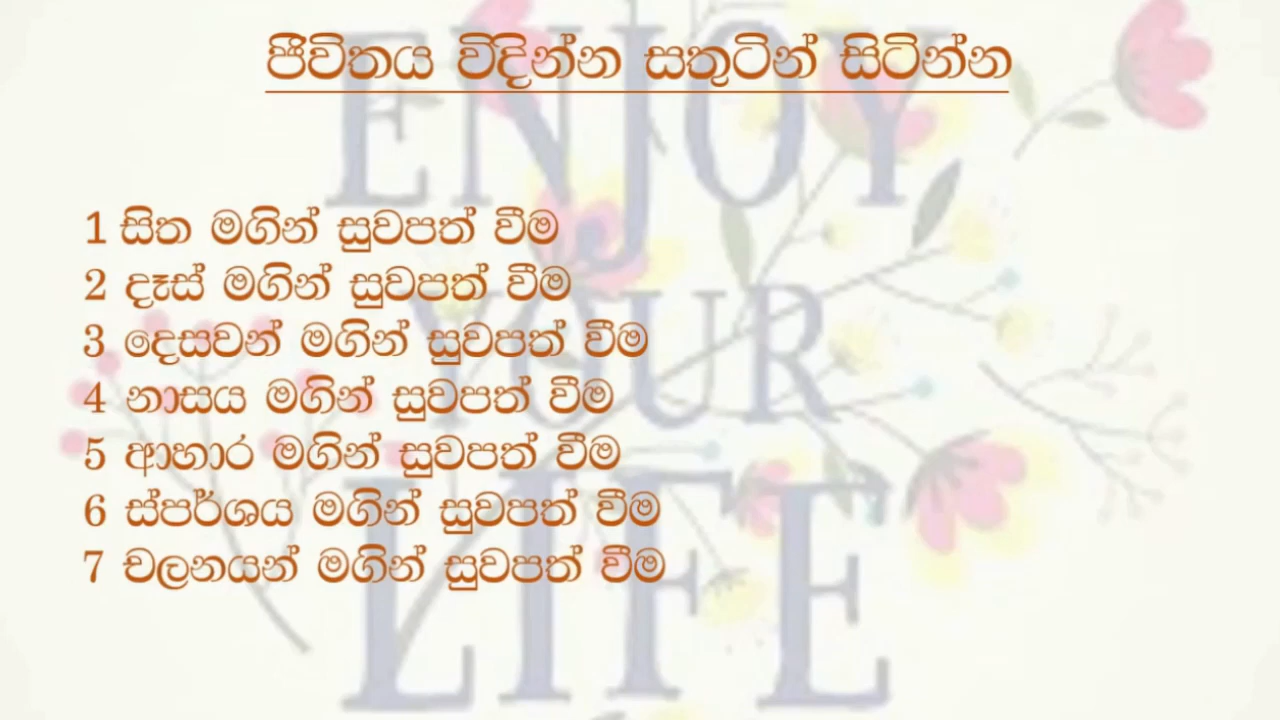 ජීවිතය විදින්න සතුටින් සිටින්න
1 සිත මගින් සුවපත් වීම
2 දෑස් මගින් සුවපත් වීම
3 දෙසවන් මගින් සුවපත් වීම
4 නාසය මගින් සුවපත් වීම
5 ආහාර මගින් සුවපත් වීම
6 ස්පර්ශය මගින් සුවපත් වීම
7 චලනයන් මගින් සුවපත් වීම
ENJOY
YOUR
LIFE